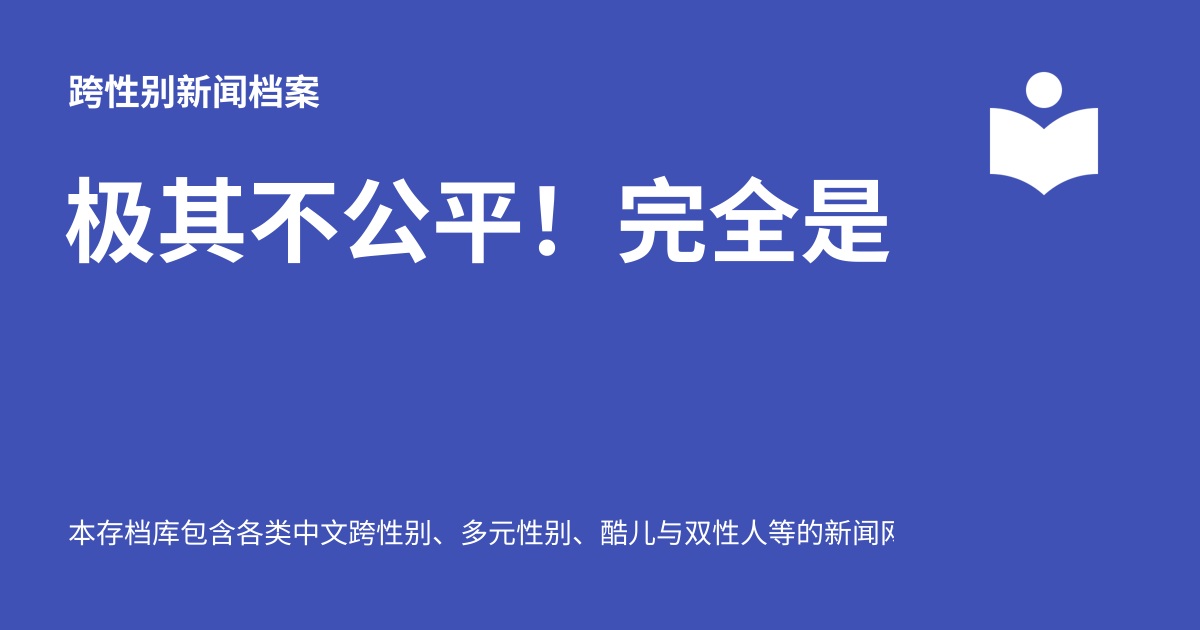 跨性别新闻档案
极其不公平！完全是
本存档库包含各类中文跨性别、多元性别、酷儿与双性人等的新闻